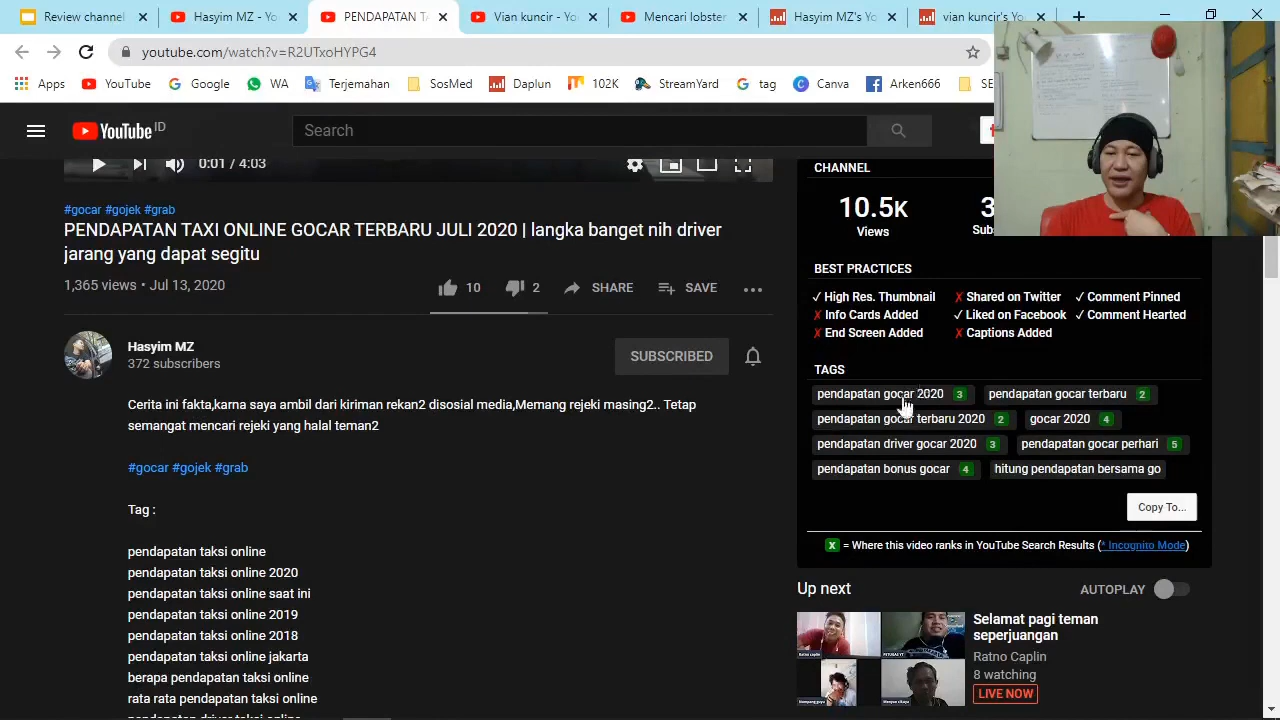 Review channel
Hasyim MZ - Yo
PENDAPATAN TA
Vian kuncir - Yo
Mencari lobster
Hasyim MZ's Yo
vian kuncir's Yo
youtube.com/watch?v=R2UTxoHYPG4
Apps
YouTube
Google
Terj
SosMed
Deploy
102K
StreamYard
tag
Canva
Arken666
SE
YouTube ID
Search
0:01 / 4:03
#gocar #gojek #grab
PENDAPATAN TAXI ONLINE GOCAR TERBARU JULI 2020 | langka banget nih driver
jarang yang dapat segitu
1,365 views • Jul 13, 2020
10
2
SHARE
SAVE
Hasyim MZ
372 subscribers
SUBSCRIBED
Cerita ini fakta,karna saya ambil dari kiriman rekan2 disosial media,Memang rejeki masing2.. Tetap
semangat mencari rejeki yang halal teman2
#gocar #gojek #grab
Tag :
pendapatan taksi online
pendapatan taksi online 2020
pendapatan taksi online saat ini
pendapatan taksi online 2019
pendapatan taksi online 2018
pendapatan taksi online jakarta
berapa pendapatan taksi online
rata rata pendapatan taksi online
pendapatan driver taksi online
CHANNEL
10.5K
Views
3
Subs
BEST PRACTICES
✓ High Res. Thumbnail
✗ Shared on Twitter
✓ Comment Pinned
✗ Info Cards Added
✓ Liked on Facebook
✓ Comment Hearted
✗ End Screen Added
✗ Captions Added
TAGS
pendapatan gocar 2020 3
pendapatan gocar terbaru 2
pendapatan gocar terbaru 2020 2
gocar 2020 4
pendapatan driver gocar 2020 3
pendapatan gocar perhari 5
pendapatan bonus gocar 4
hitung pendapatan bersama go
Copy To...
X = Where this video ranks in YouTube Search Results (* Incognito Mode)
Up next
AUTOPLAY
Selamat pagi teman
seperjuangan
Ratno Caplin
8 watching
LIVE NOW
Ratno caplin